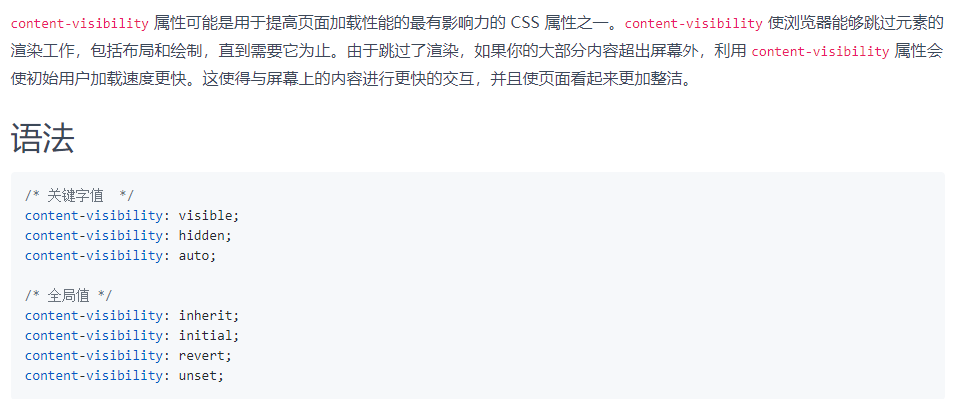 content-visibility 属性可能是用于提高页面加载性能的最有影响力的 CSS 属性之一。content-visibility 使浏览器能够跳过元素的
渲染工作，包括布局和绘制，直到需要它为止。由于跳过了渲染，如果你的大部分内容超出屏幕外，利用 content-visibility 属性会
使初始用户加载速度更快。这使得与屏幕上的内容进行更快的交互，并且使页面看起来更加整洁。
语法
/* 关键字值  */
content-visibility: visible;
content-visibility: hidden;
content-visibility: auto;
/* 全局值 */
content-visibility: inherit;
content-visibility: initial;
content-visibility: revert;
content-visibility: unset;